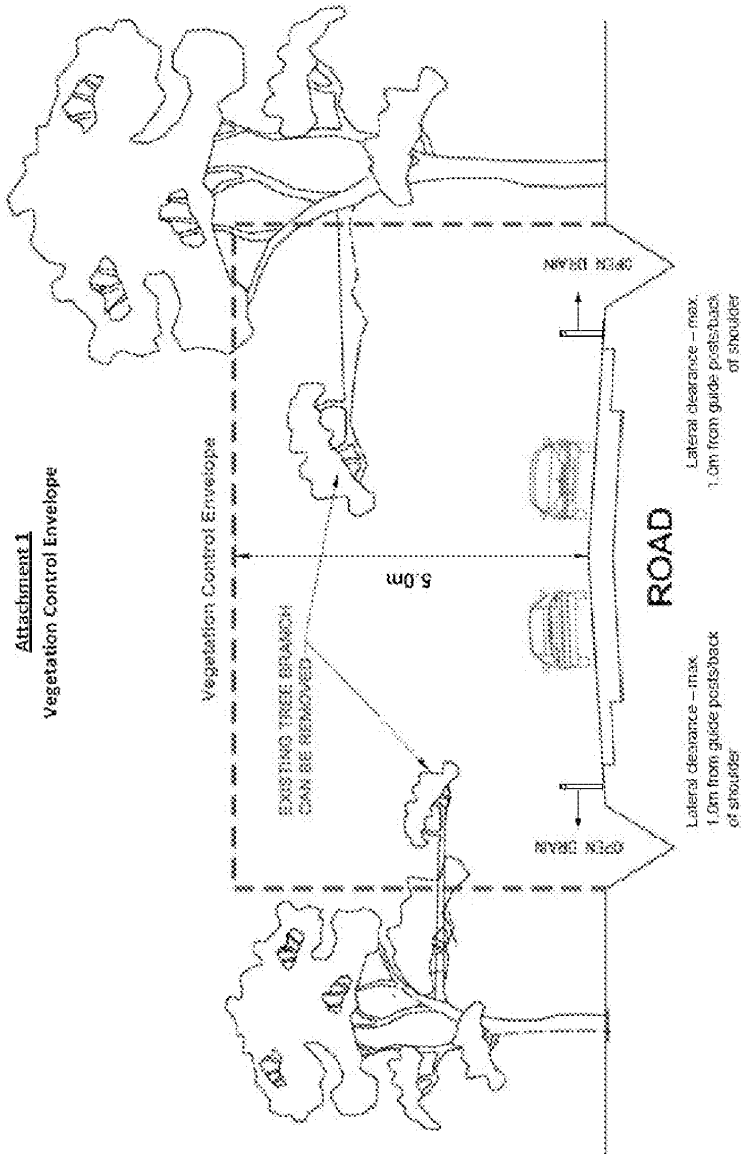 Attachment 1
Vegetation Control Envelope
Vegetation Control Envelope
EXISTING TREE BRANCH
CAN BE REMOVED
5.0m
OPEN DRAIN
OPEN DRAIN
Lateral clearance – max.
1.0m from guide posts/back
of shoulder
ROAD
Lateral clearance – max.
1.0m from guide posts/back
of shoulder